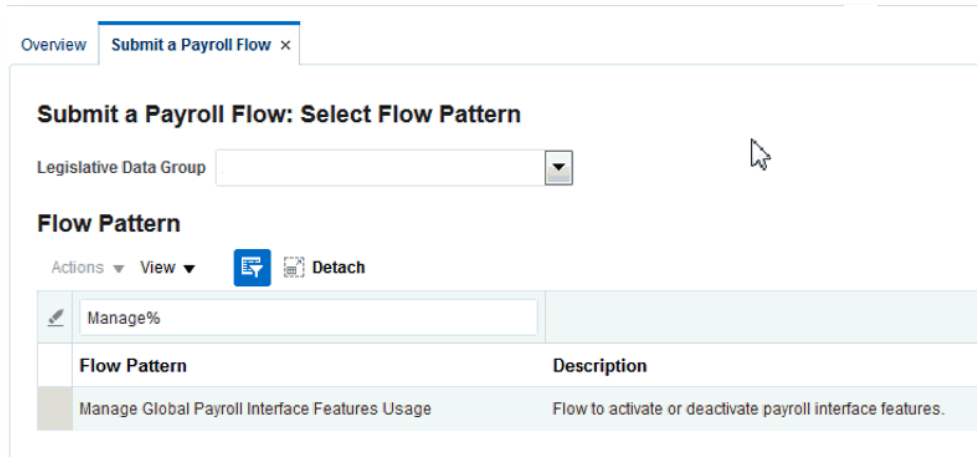 Overview Submit a Payroll Flow ×
Submit a Payroll Flow: Select Flow Pattern
Legislative Data Group
Flow Pattern
Actions View Detach
Manage%
Flow Pattern Description
Manage Global Payroll Interface Features Usage Flow to activate or deactivate payroll interface features.